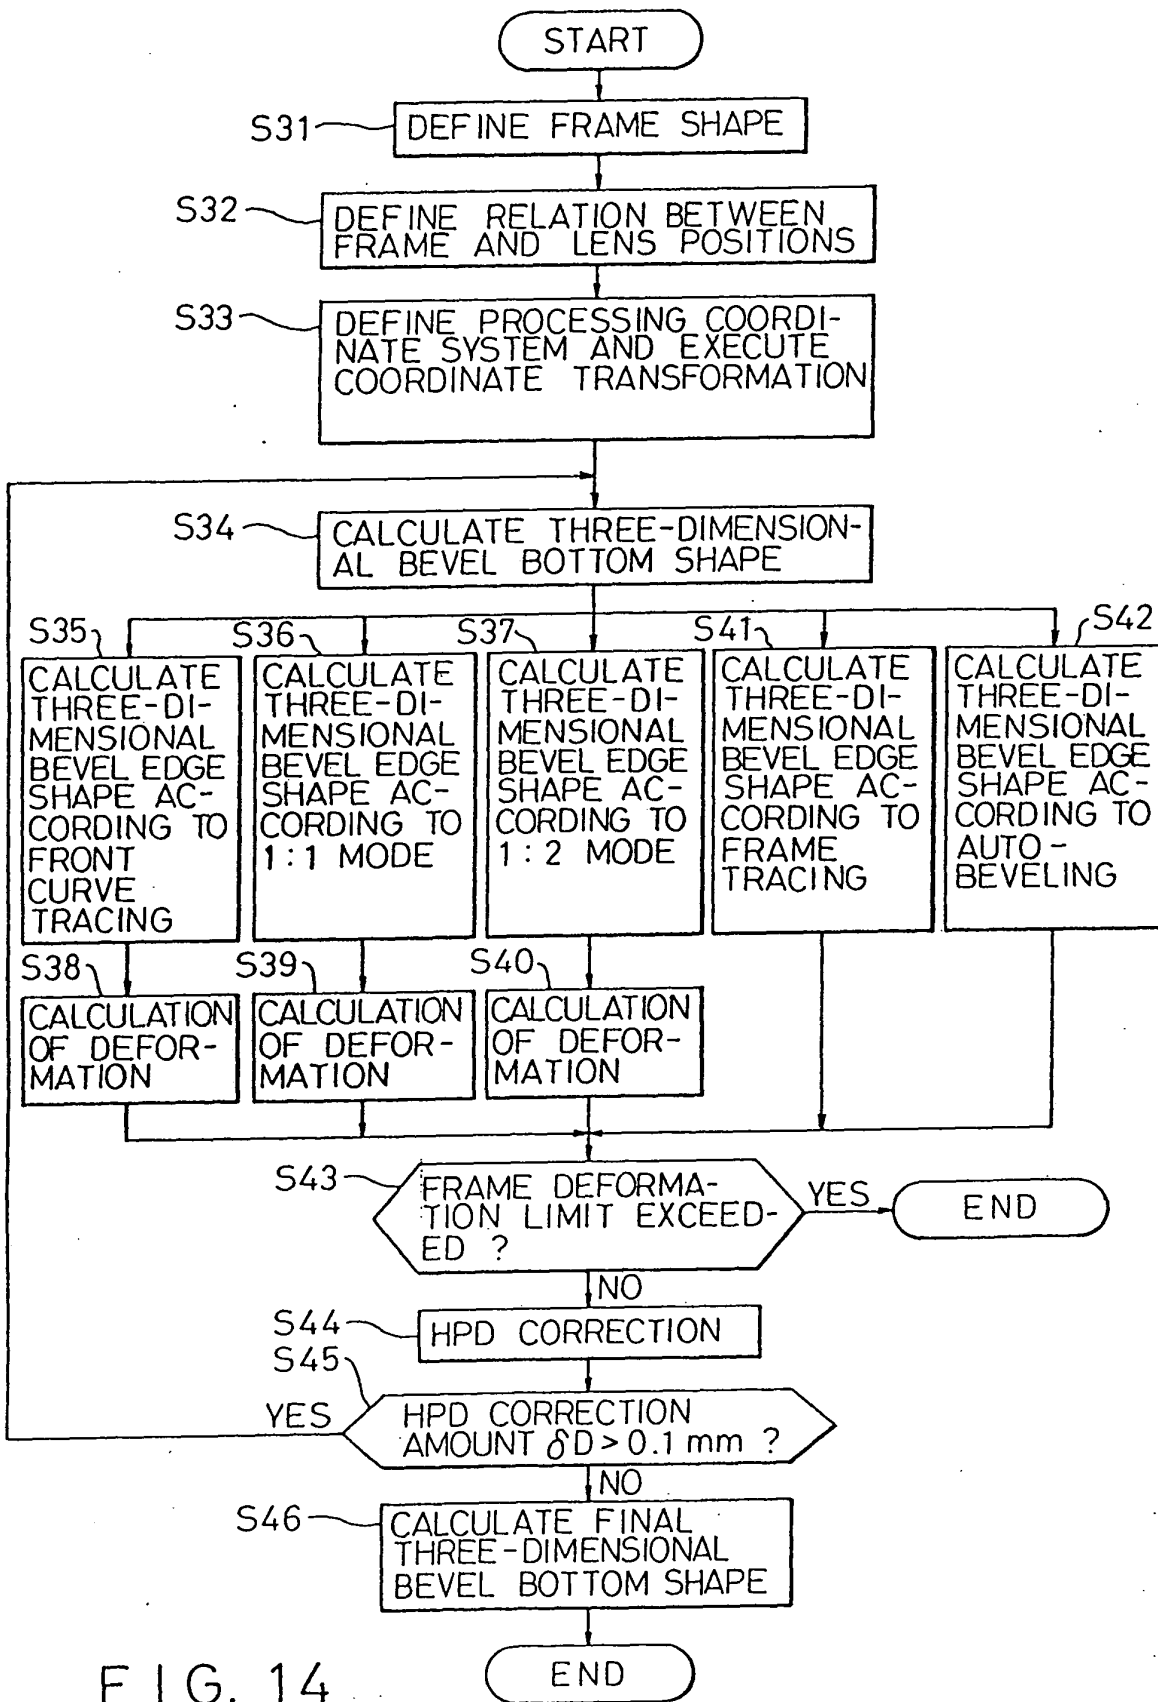 START
S31
DEFINE FRAME SHAPE
S32
DEFINE RELATION BETWEEN
FRAME AND LENS POSITIONS
S33
DEFINE PROCESSING COORDI-
NATE SYSTEM AND EXECUTE
COORDINATE TRANSFORMATION
S34
CALCULATE THREE-DIMENSION-
AL BEVEL BOTTOM SHAPE
S35
CALCULATE
THREE-DI-
MENSIONAL
BEVEL EDGE
SHAPE AC-
CORDING TO
FRONT
CURVE
TRACING
S36
CALCULATE
THREE-DI-
MENSIONAL
BEVEL EDGE
SHAPE AC-
CORDING TO
1:1 MODE
S37
CALCULATE
THREE-DI-
MENSIONAL
BEVEL EDGE
SHAPE AC-
CORDING TO
1:2 MODE
S41
CALCULATE
THREE-DI-
MENSIONAL
BEVEL EDGE
SHAPE AC-
CORDING TO
FRAME
TRACING
S42
CALCULATE
THREE-DI-
MENSIONAL
BEVEL EDGE
SHAPE AC-
CORDING TO
AUTO-
BEVELING
S38
CALCULATION
OF DEFOR-
MATION
S39
CALCULATION
OF DEFOR-
MATION
S40
CALCULATION
OF DEFOR-
MATION
S43
FRAME DEFORMA-
TION LIMIT EXCEED-
ED ?
YES
END
NO
S44
HPD CORRECTION
S45
YES
HPD CORRECTION
AMOUNT δD > 0.1 mm ?
NO
S46
CALCULATE FINAL
THREE-DIMENSIONAL
BEVEL BOTTOM SHAPE
END
FIG. 14